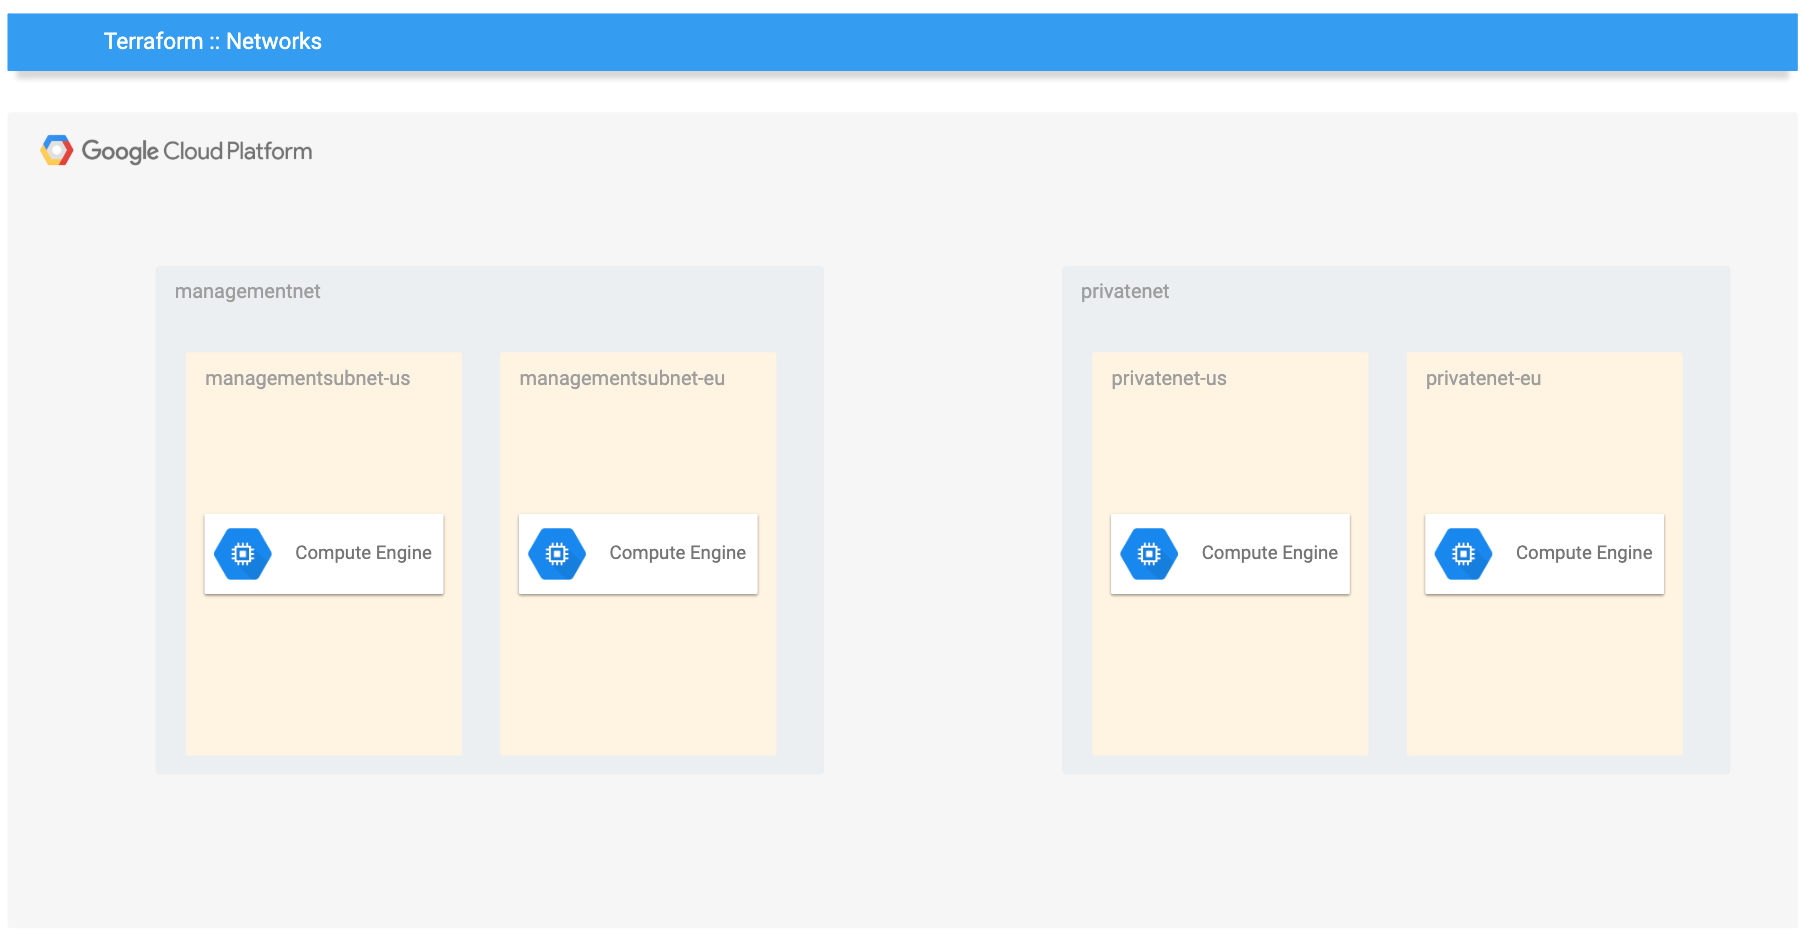 Terraform :: Networks
Google Cloud Platform
managementnet
privatenet
managementsubnet-us
managementsubnet-eu
privatenet-us
privatenet-eu
Compute Engine
Compute Engine
Compute Engine
Compute Engine